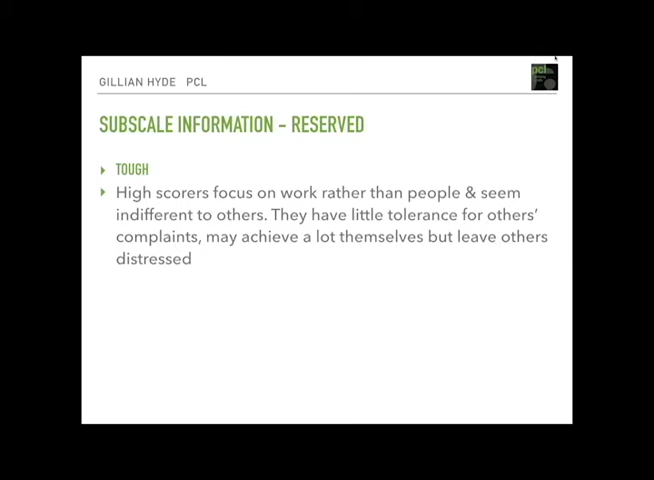 GILLIAN HYDE PCL
pcl
SUBSCALE INFORMATION - RESERVED
TOUGH
High scorers focus on work rather than people & seem
indifferent to others. They have little tolerance for others'
complaints, may achieve a lot themselves but leave others
distressed